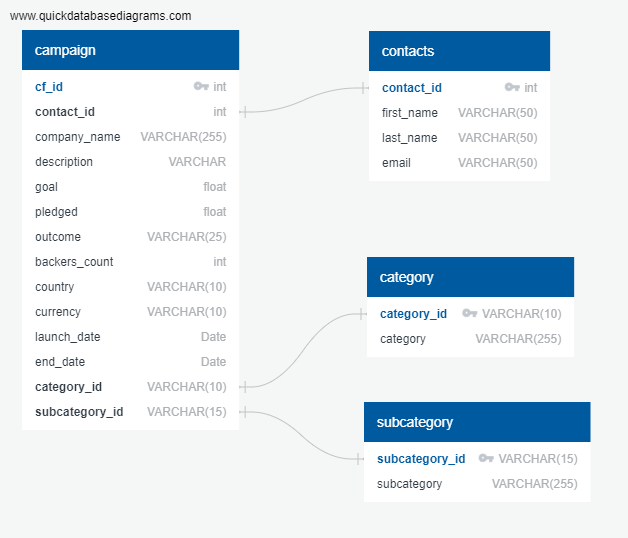 www.quickdatabasediagrams.com
campaign
cf_id int
contact_id int
company_name VARCHAR(255)
description VARCHAR
goal float
pledged float
outcome VARCHAR(25)
backers_count int
country VARCHAR(10)
currency VARCHAR(10)
launch_date Date
end_date Date
category_id VARCHAR(10)
subcategory_id VARCHAR(15)
contacts
contact_id int
first_name VARCHAR(50)
last_name VARCHAR(50)
email VARCHAR(50)
category
category_id VARCHAR(10)
category VARCHAR(255)
subcategory
subcategory_id VARCHAR(15)
subcategory VARCHAR(255)